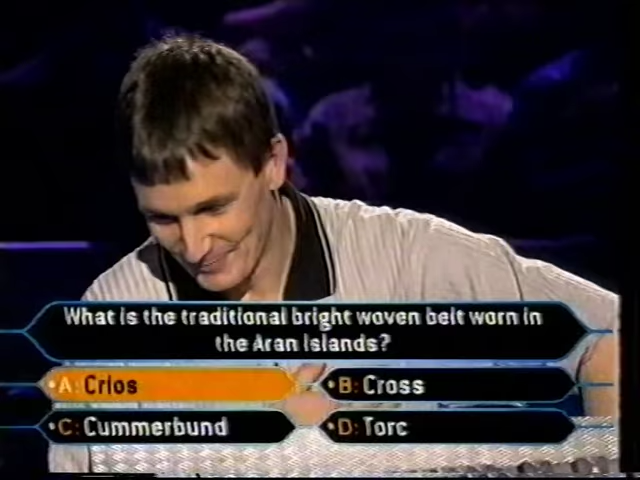 What is the traditional bright woven belt worn in
the Aran Islands?
A: Crios
B: Cross
C: Cummerbund
D: Torc